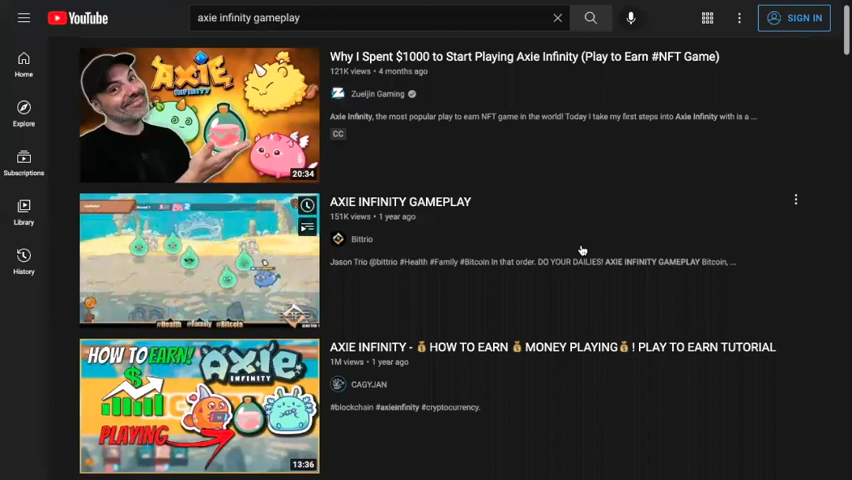 YouTube
axie infinity gameplay
SIGN IN
Home
Explore
Subscriptions
Library
History
AXIE
INFINITY
20:34
Why I Spent $1000 to Start Playing Axie Infinity (Play to Earn #NFT Game)
121K views • 4 months ago
Zueljin Gaming
Axie Infinity, the most popular play to earn NFT game in the world! Today I take my first steps into Axie Infinity with is a ...
CC
#Health #Family #Bitcoin
AXIE INFINITY GAMEPLAY
151K views • 1 year ago
Bittrio
Jason Trio @bittrio #Health #Family #Bitcoin In that order. DO YOUR DAILIES! AXIE INFINITY GAMEPLAY Bitcoin, ...
HOW TO EARN!
$
AXIE
INFINITY
PLAYING
13:36
AXIE INFINITY - 💰HOW TO EARN 💰MONEY PLAYING💰! PLAY TO EARN TUTORIAL
1M views • 1 year ago
CAGYJAN
#blockchain #axieinfinity #cryptocurrency.